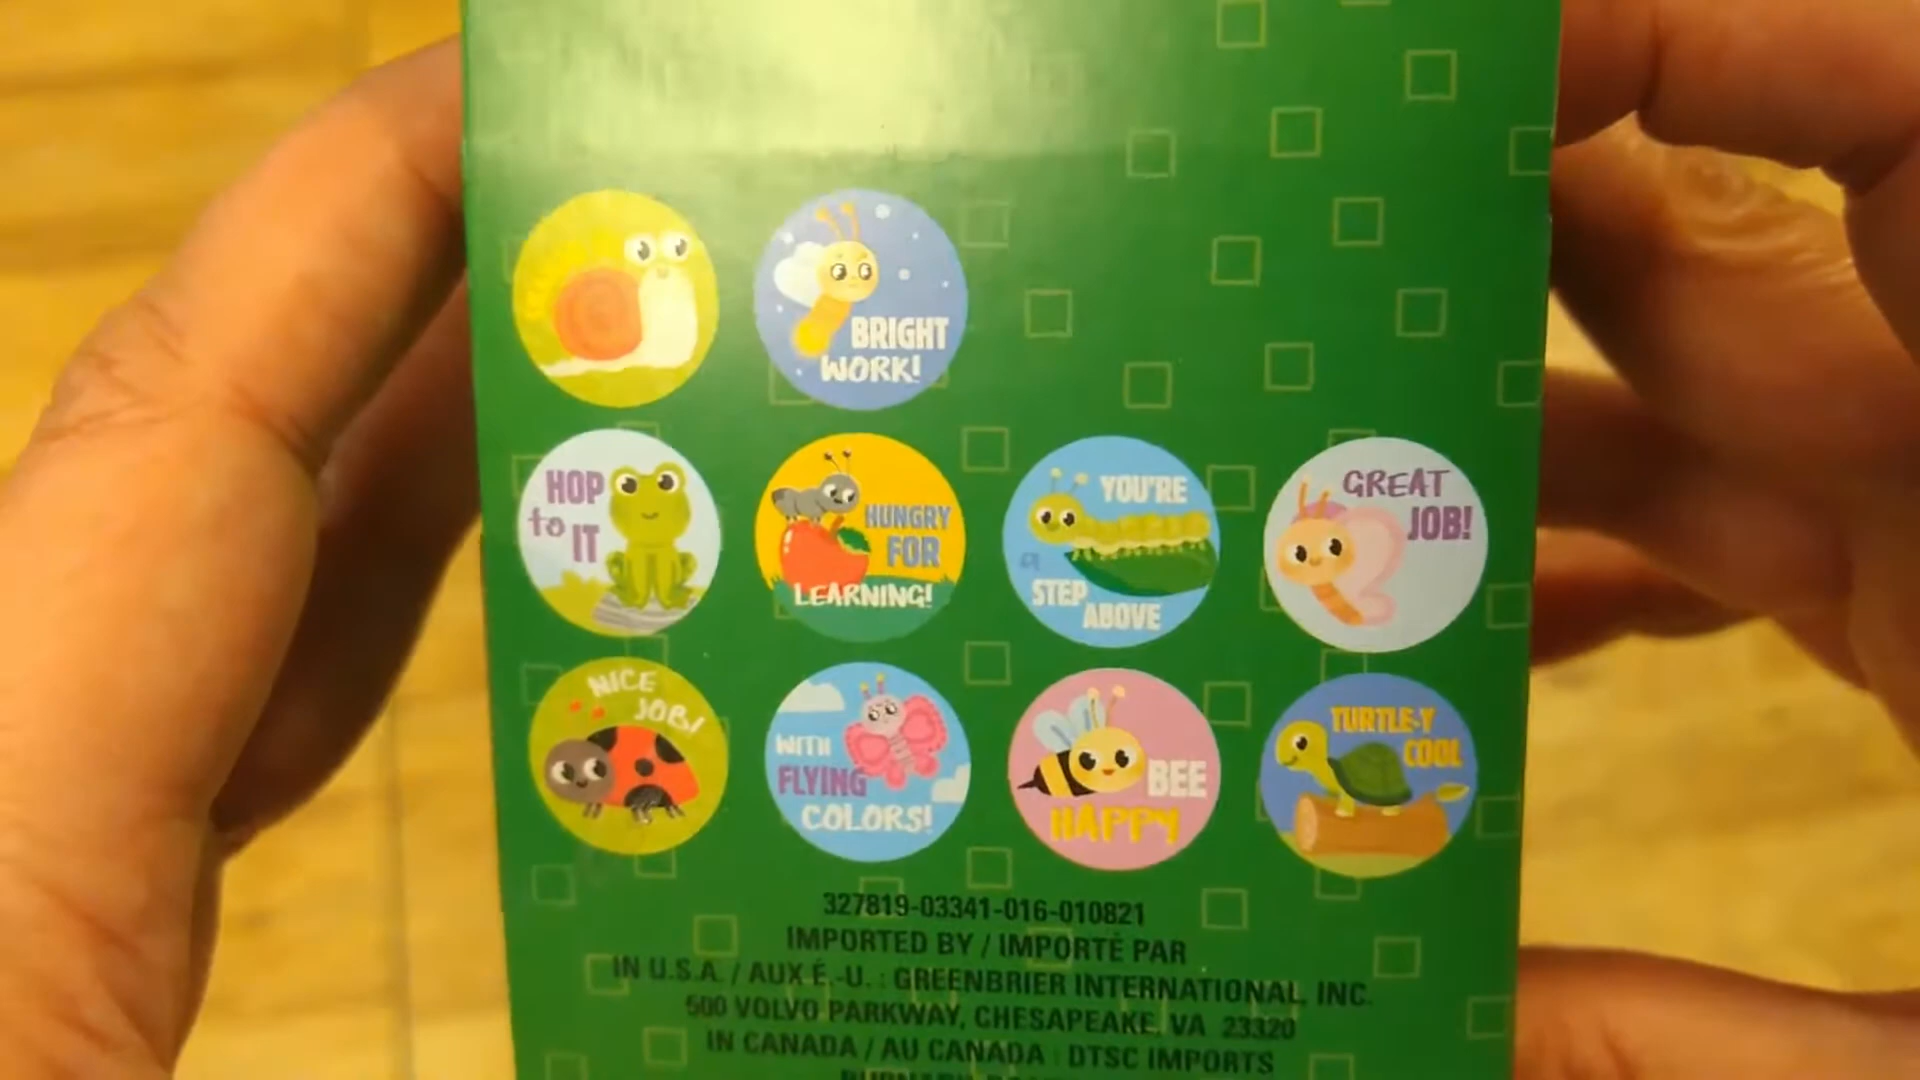 BRIGHT
WORK!
HOP
to
IT
HUNGRY
FOR
LEARNING!
YOU'RE
a
STEP
ABOVE
GREAT
JOB!
NICE
JOB!
WITH
FLYING
COLORS!
BEE
HAPPY
TURTLE-Y
COOL
327819-03341-016-010821
IMPORTED BY / IMPORTÉ PAR
IN U.S.A. / AUX É.-U. : GREENBRIER INTERNATIONAL, INC.
500 VOLVO PARKWAY, CHESAPEAKE, VA 23320
IN CANADA / AU CANADA : DTSC IMPORTS